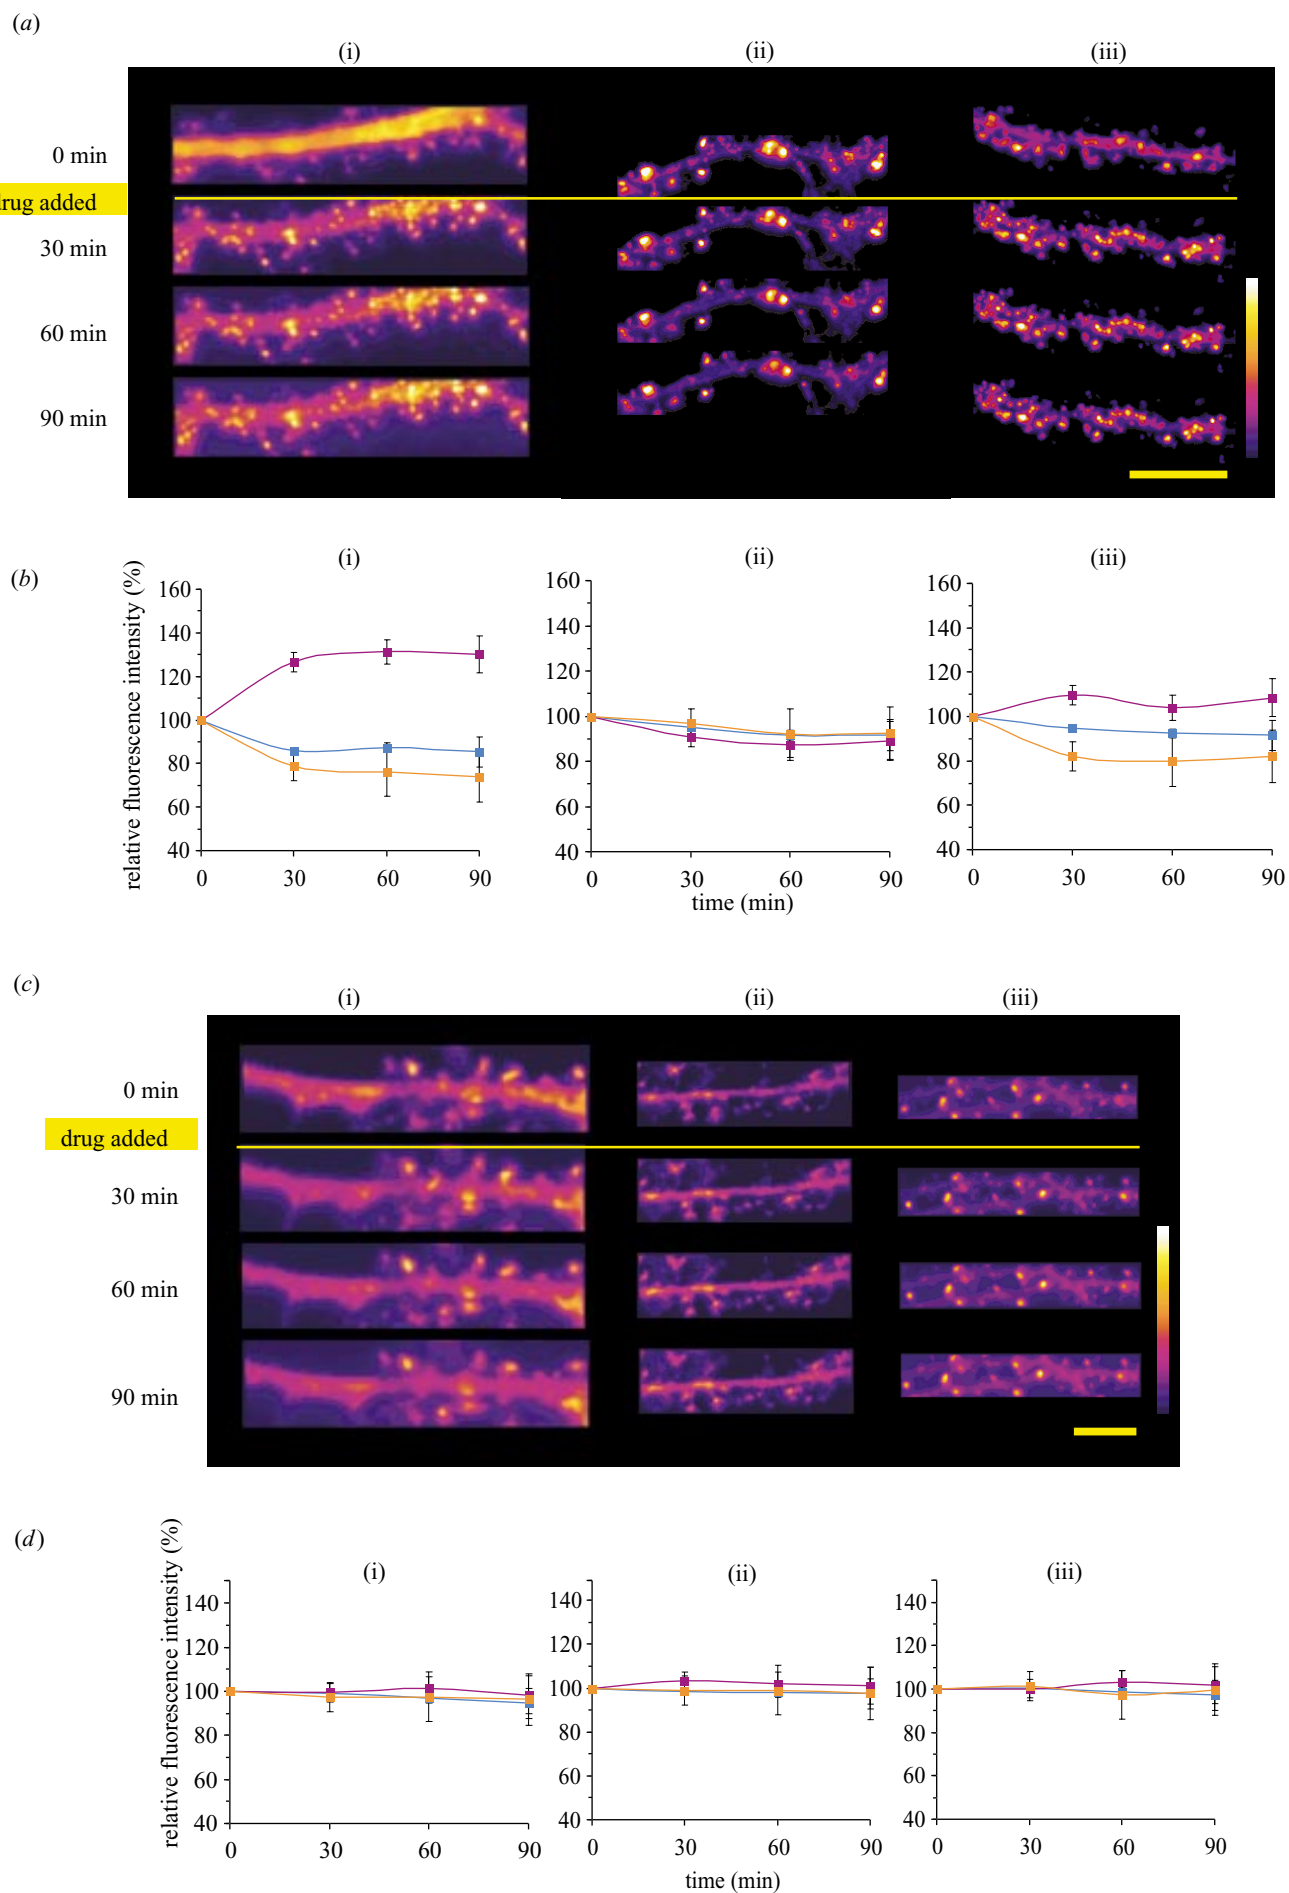 (a)
(i) (ii) (iii)
0 min
drug added
30 min
60 min
90 min
(b)
(i) (ii) (iii)
relative fluorescence intensity (%)
160 140 120 100 80 60 40
0 30 60 90
160 140 120 100 80 60 40
0 30 60 90
160 140 120 100 80 60 40
0 30 60 90
time (min)
(c)
(i) (ii) (iii)
0 min
drug added
30 min
60 min
90 min
(d)
(i) (ii) (iii)
relative fluorescence intensity (%)
140 120 100 80 60 40
0 30 60 90
140 120 100 80 60 40
0 30 60 90
140 120 100 80 60 40
0 30 60 90
time (min)